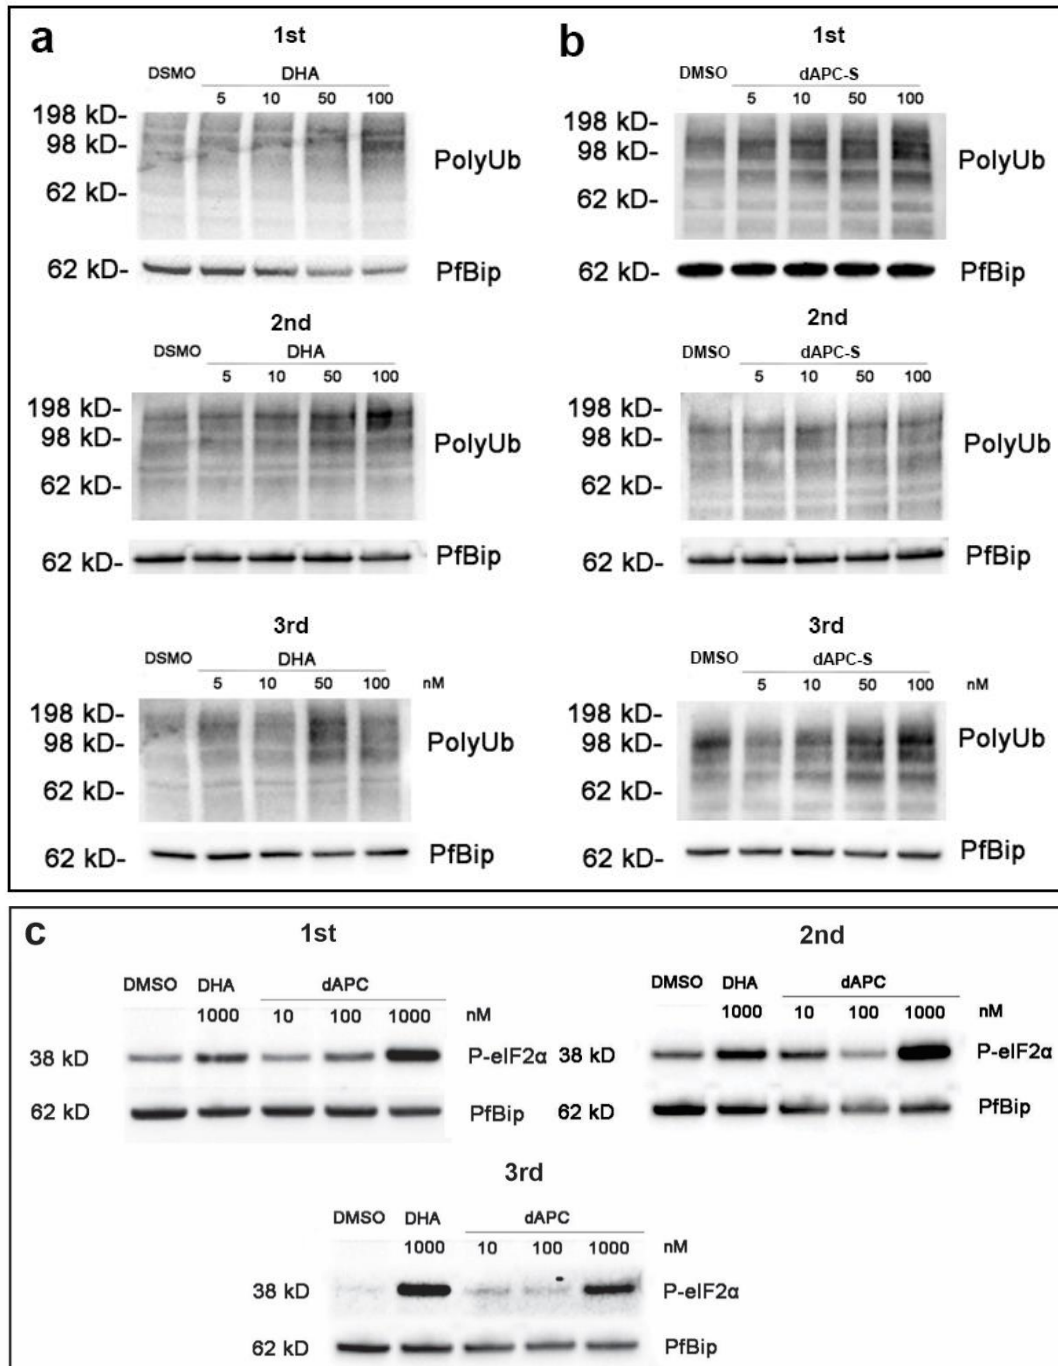 a
1st
DSMO DHA
5 10 50 100
198 kD-
98 kD-
PolyUb
62 kD-
62 kD-
PfBip
2nd
DSMO DHA
5 10 50 100
198 kD-
98 kD-
PolyUb
62 kD-
62 kD-
PfBip
3rd
DSMO DHA
5 10 50 100 nM
198 kD-
98 kD-
PolyUb
62 kD-
62 kD-
PfBip
b
1st
DMSO dAPC-S
5 10 50 100
198 kD-
98 kD-
PolyUb
62 kD-
62 kD-
PfBip
2nd
DMSO dAPC-S
5 10 50 100
198 kD-
98 kD-
PolyUb
62 kD-
62 kD-
PfBip
3rd
DMSO dAPC-S
5 10 50 100 nM
198 kD-
98 kD-
PolyUb
62 kD-
62 kD-
PfBip
c
1st
DMSO DHA dAPC
1000 10 100 1000 nM
38 kD P-eIF2α
62 kD PfBip
2nd
DMSO DHA dAPC
1000 10 100 1000 nM
38 kD P-eIF2α
62 kD PfBip
3rd
DMSO DHA dAPC
1000 10 100 1000 nM
38 kD P-eIF2α
62 kD PfBip